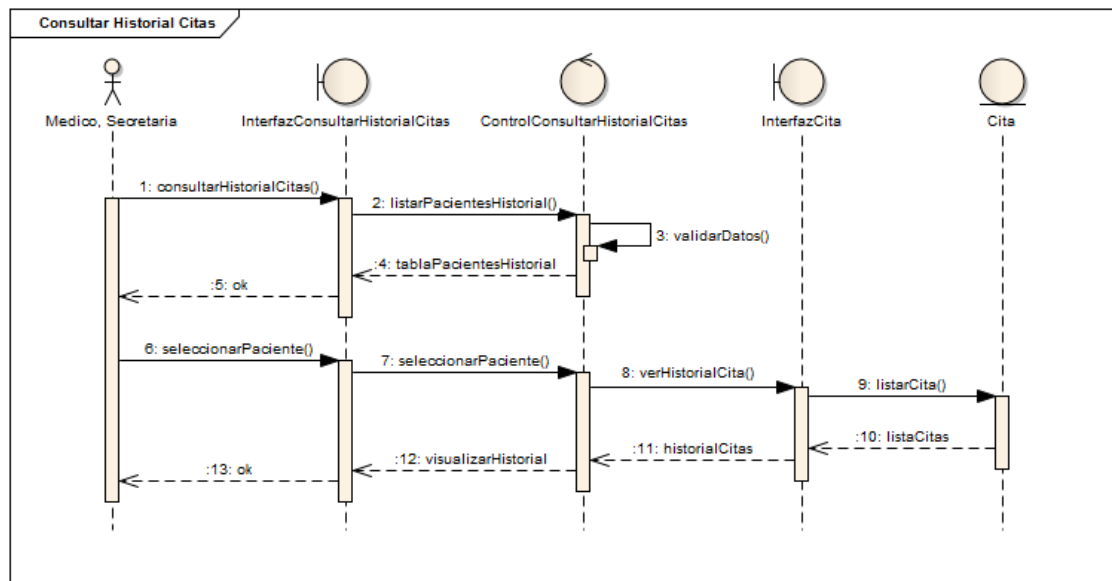 Consultar Historial Citas
Medico, Secretaria
InterfazConsultarHistorialCitas
ControlConsultarHistorialCitas
InterfazCita
Cita
1: consultarHistorialCitas()
2: listarPacientesHistorial()
3: validarDatos()
:4: tablaPacientesHistorial
:5: ok
6: seleccionarPaciente()
7: seleccionarPaciente()
8: verHistorialCita()
9: listarCita()
:10: listaCitas
:11: historialCitas
:12: visualizarHistorial
:13: ok